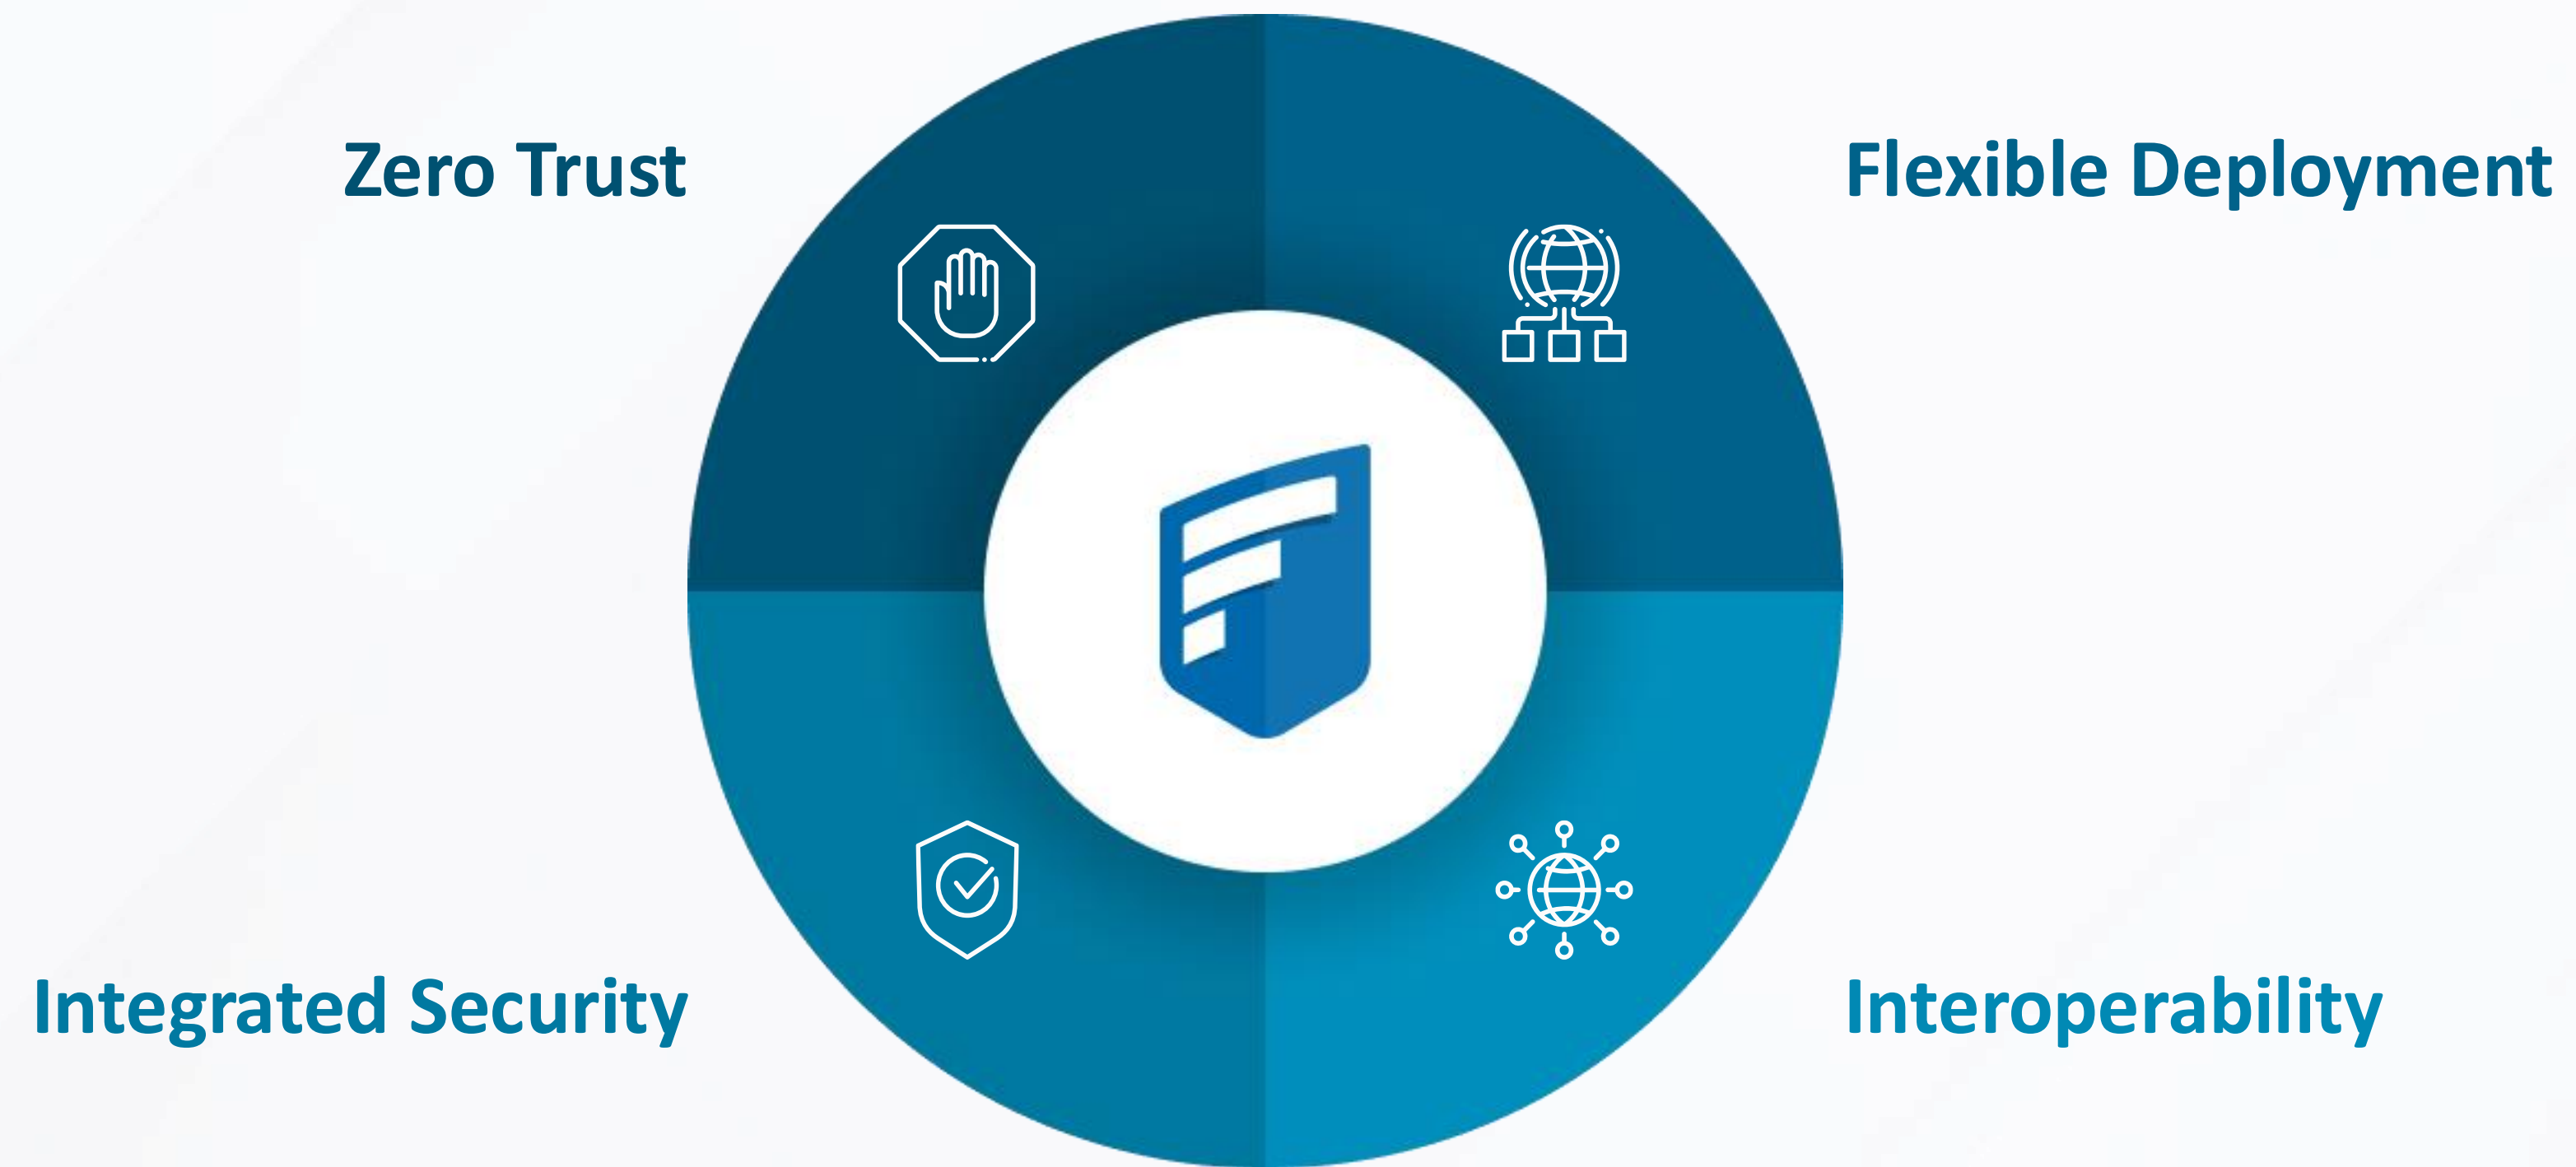 Zero Trust
Flexible Deployment
Integrated Security
Interoperability